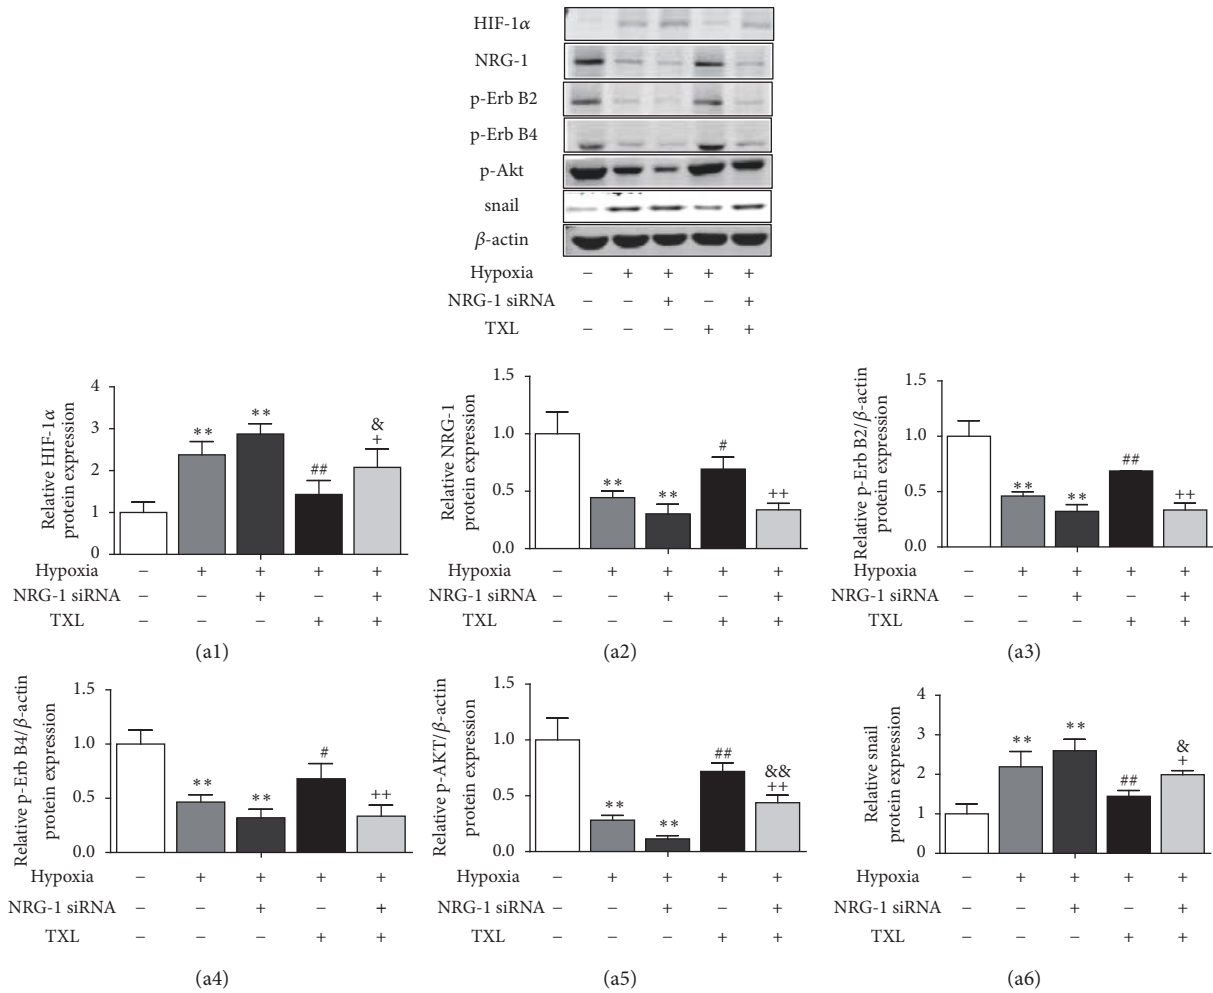 HIF-1α
NRG-1
p-Erb B2
p-Erb B4
p-Akt
snail
β-actin
Hypoxia − + + + +
NRG-1 siRNA − − + − +
TXL − − − + +
Relative HIF-1α
protein expression
4
3
2
1
0
** ** ## & +
Hypoxia − + + + +
NRG-1 siRNA − − + − +
TXL − − − + +
(a1)
Relative NRG-1
protein expression
1.5
1.0
0.5
0.0
** ** # ++
Hypoxia − + + + +
NRG-1 siRNA − − + − +
TXL − − − + +
(a2)
Relative p-Erb B2/β-actin
protein expression
1.5
1.0
0.5
0.0
** ** ## ++
Hypoxia − + + + +
NRG-1 siRNA − − + − +
TXL − − − + +
(a3)
Relative p-Erb B4/β-actin
protein expression
1.5
1.0
0.5
0.0
** ** # ++
Hypoxia − + + + +
NRG-1 siRNA − − + − +
TXL − − − + +
(a4)
Relative p-AKT/β-actin
protein expression
1.5
1.0
0.5
0.0
** ** ## && ++
Hypoxia − + + + +
NRG-1 siRNA − − + − +
TXL − − − + +
(a5)
Relative snail
protein expression
4
3
2
1
0
** ** ## & +
Hypoxia − + + + +
NRG-1 siRNA − − + − +
TXL − − − + +
(a6)